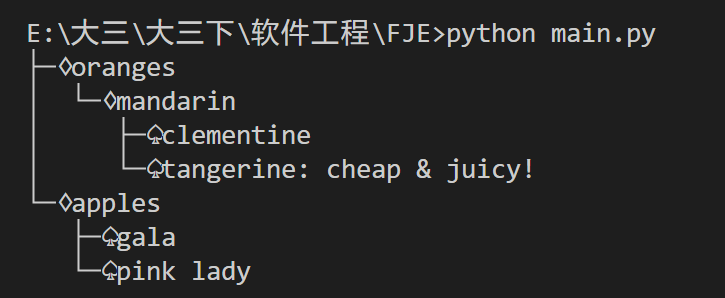 E:\大三\大三下\软件工程\FJE>python main.py
├─♢oranges
│  └─♢mandarin
│     ├─♤clementine
│     └─♤tangerine: cheap & juicy!
└─♢apples
   ├─♤gala
   └─♤pink lady